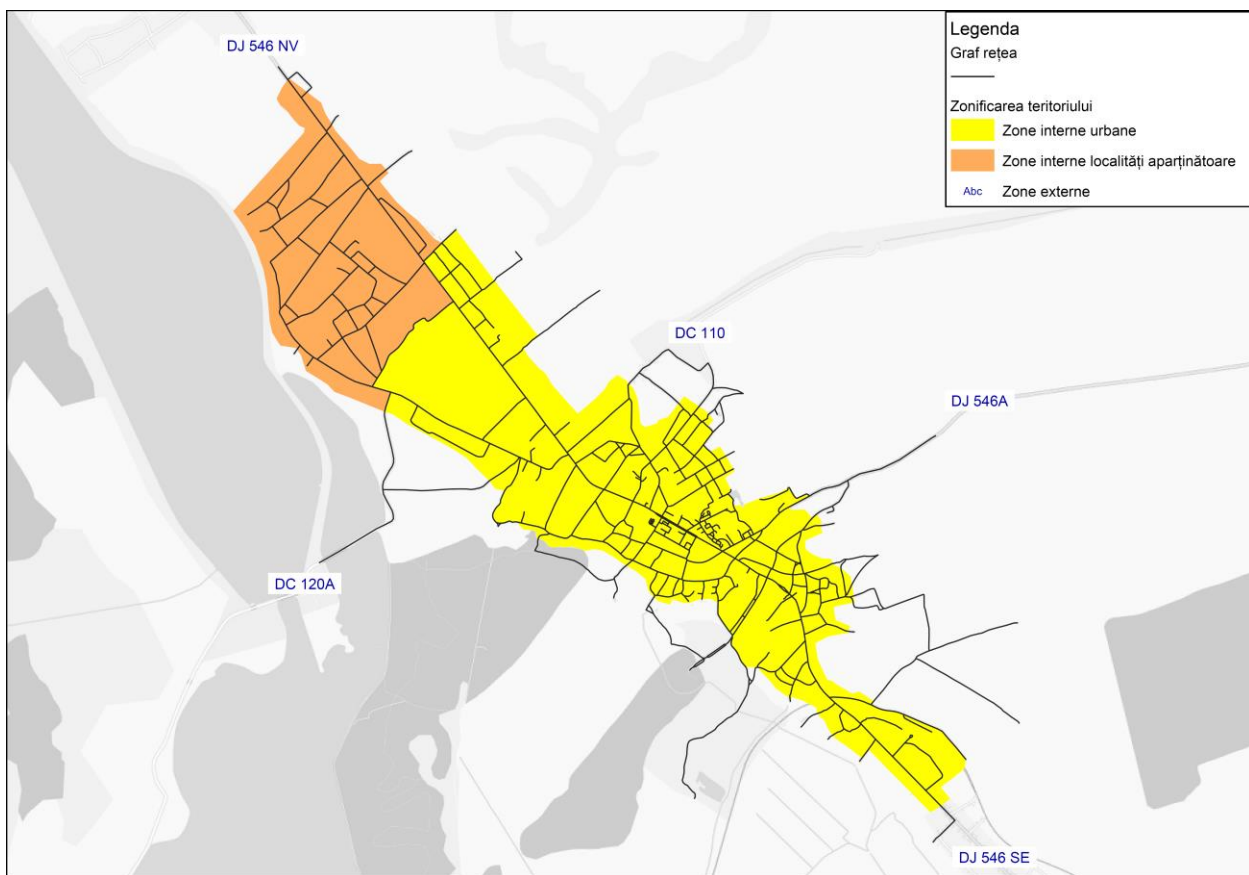 Legenda
Graf rețea
Zonificarea teritoriului
Zone interne urbane
Zone interne localități aparținătoare
Abc Zone externe
DJ 546 NV
DC 110
DJ 546A
DC 120A
DJ 546 SE